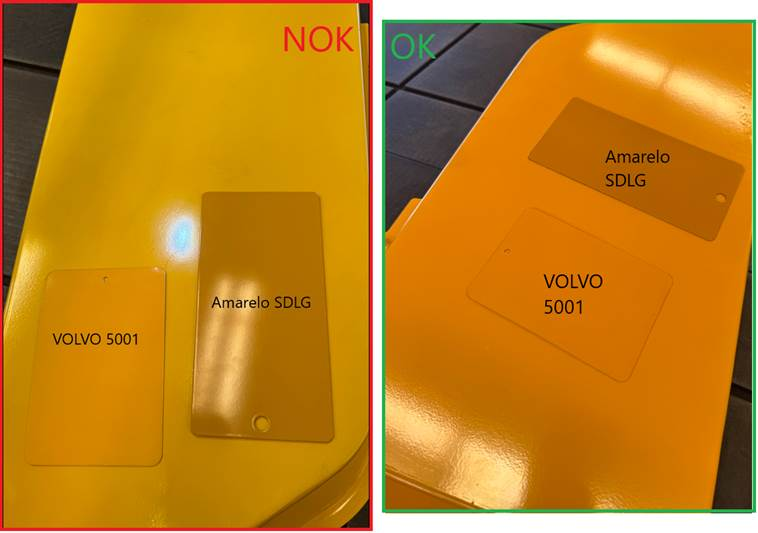 NOK
VOLVO 5001
Amarelo SDLG
OK
Amarelo
SDLG
VOLVO
5001